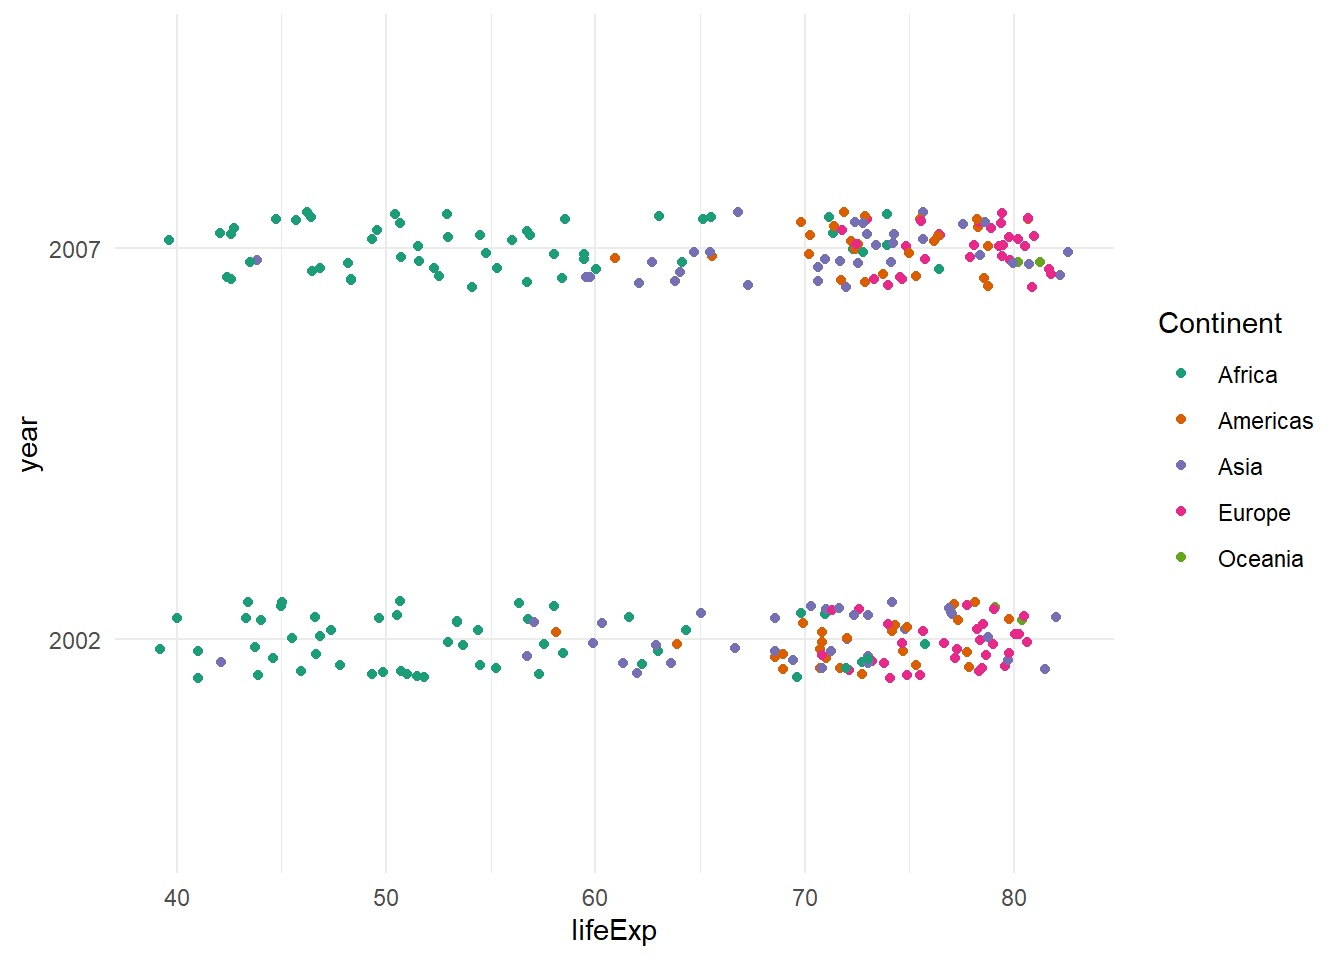 2007
2002
year
40 50 60 70 80
lifeExp
Continent
Africa
Americas
Asia
Europe
Oceania